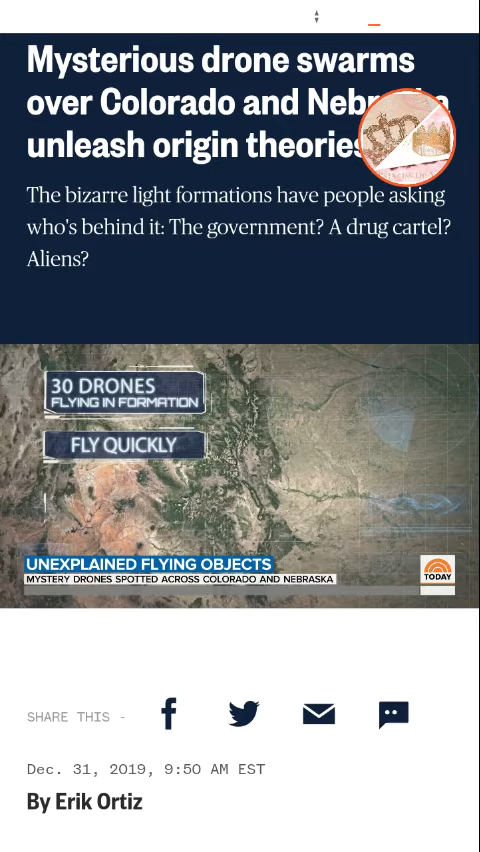 Mysterious drone swarms
over Colorado and
unleash origin theories
The bizarre light formations have people asking
who's behind it: The government? A drug cartel?
Aliens?
30 DRONES
FLYING IN FORMATION
FLY QUICKLY
UNEXPLAINED FLYING OBJECTS
MYSTERY DRONES SPOTTED ACROSS COLORADO AND NEBRASKA
TODAY
SHARE THIS -
Dec. 31, 2019, 9:50 AM EST
By Erik Ortiz